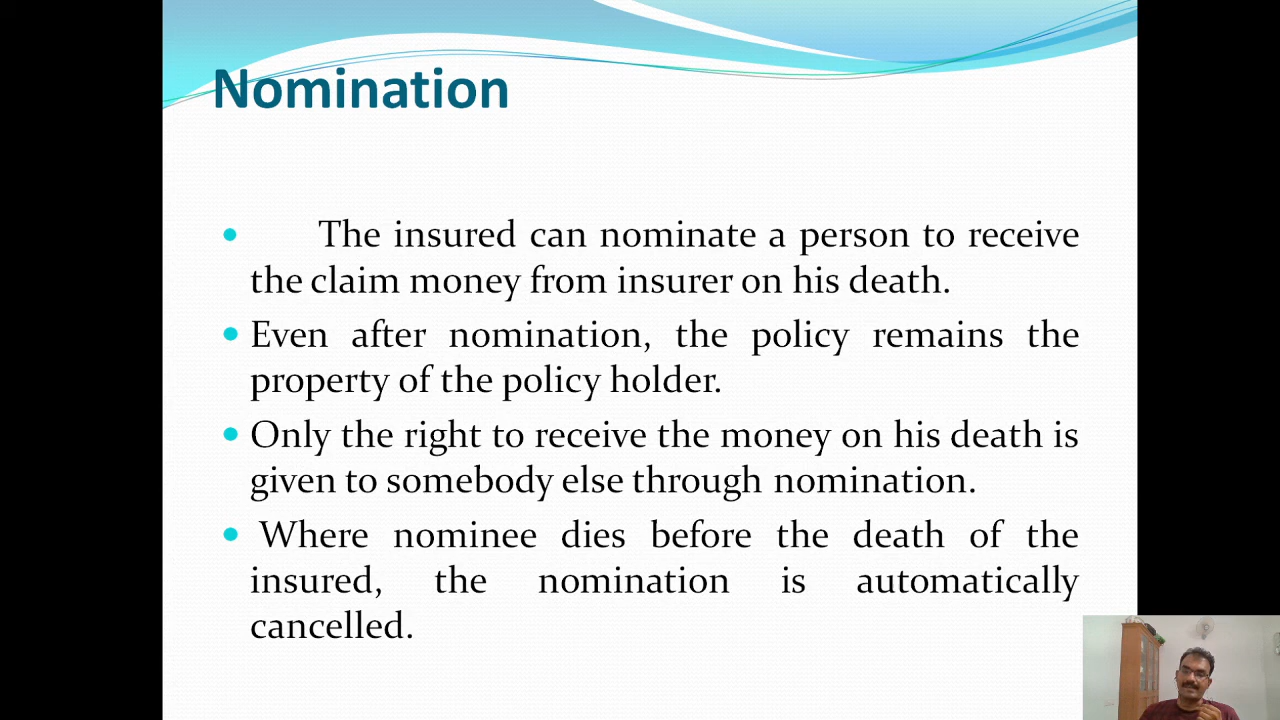 Nomination
• The insured can nominate a person to receive
the claim money from insurer on his death.
• Even after nomination, the policy remains the
property of the policy holder.
• Only the right to receive the money on his death is
given to somebody else through nomination.
• Where nominee dies before the death of the
insured, the nomination is automatically
cancelled.